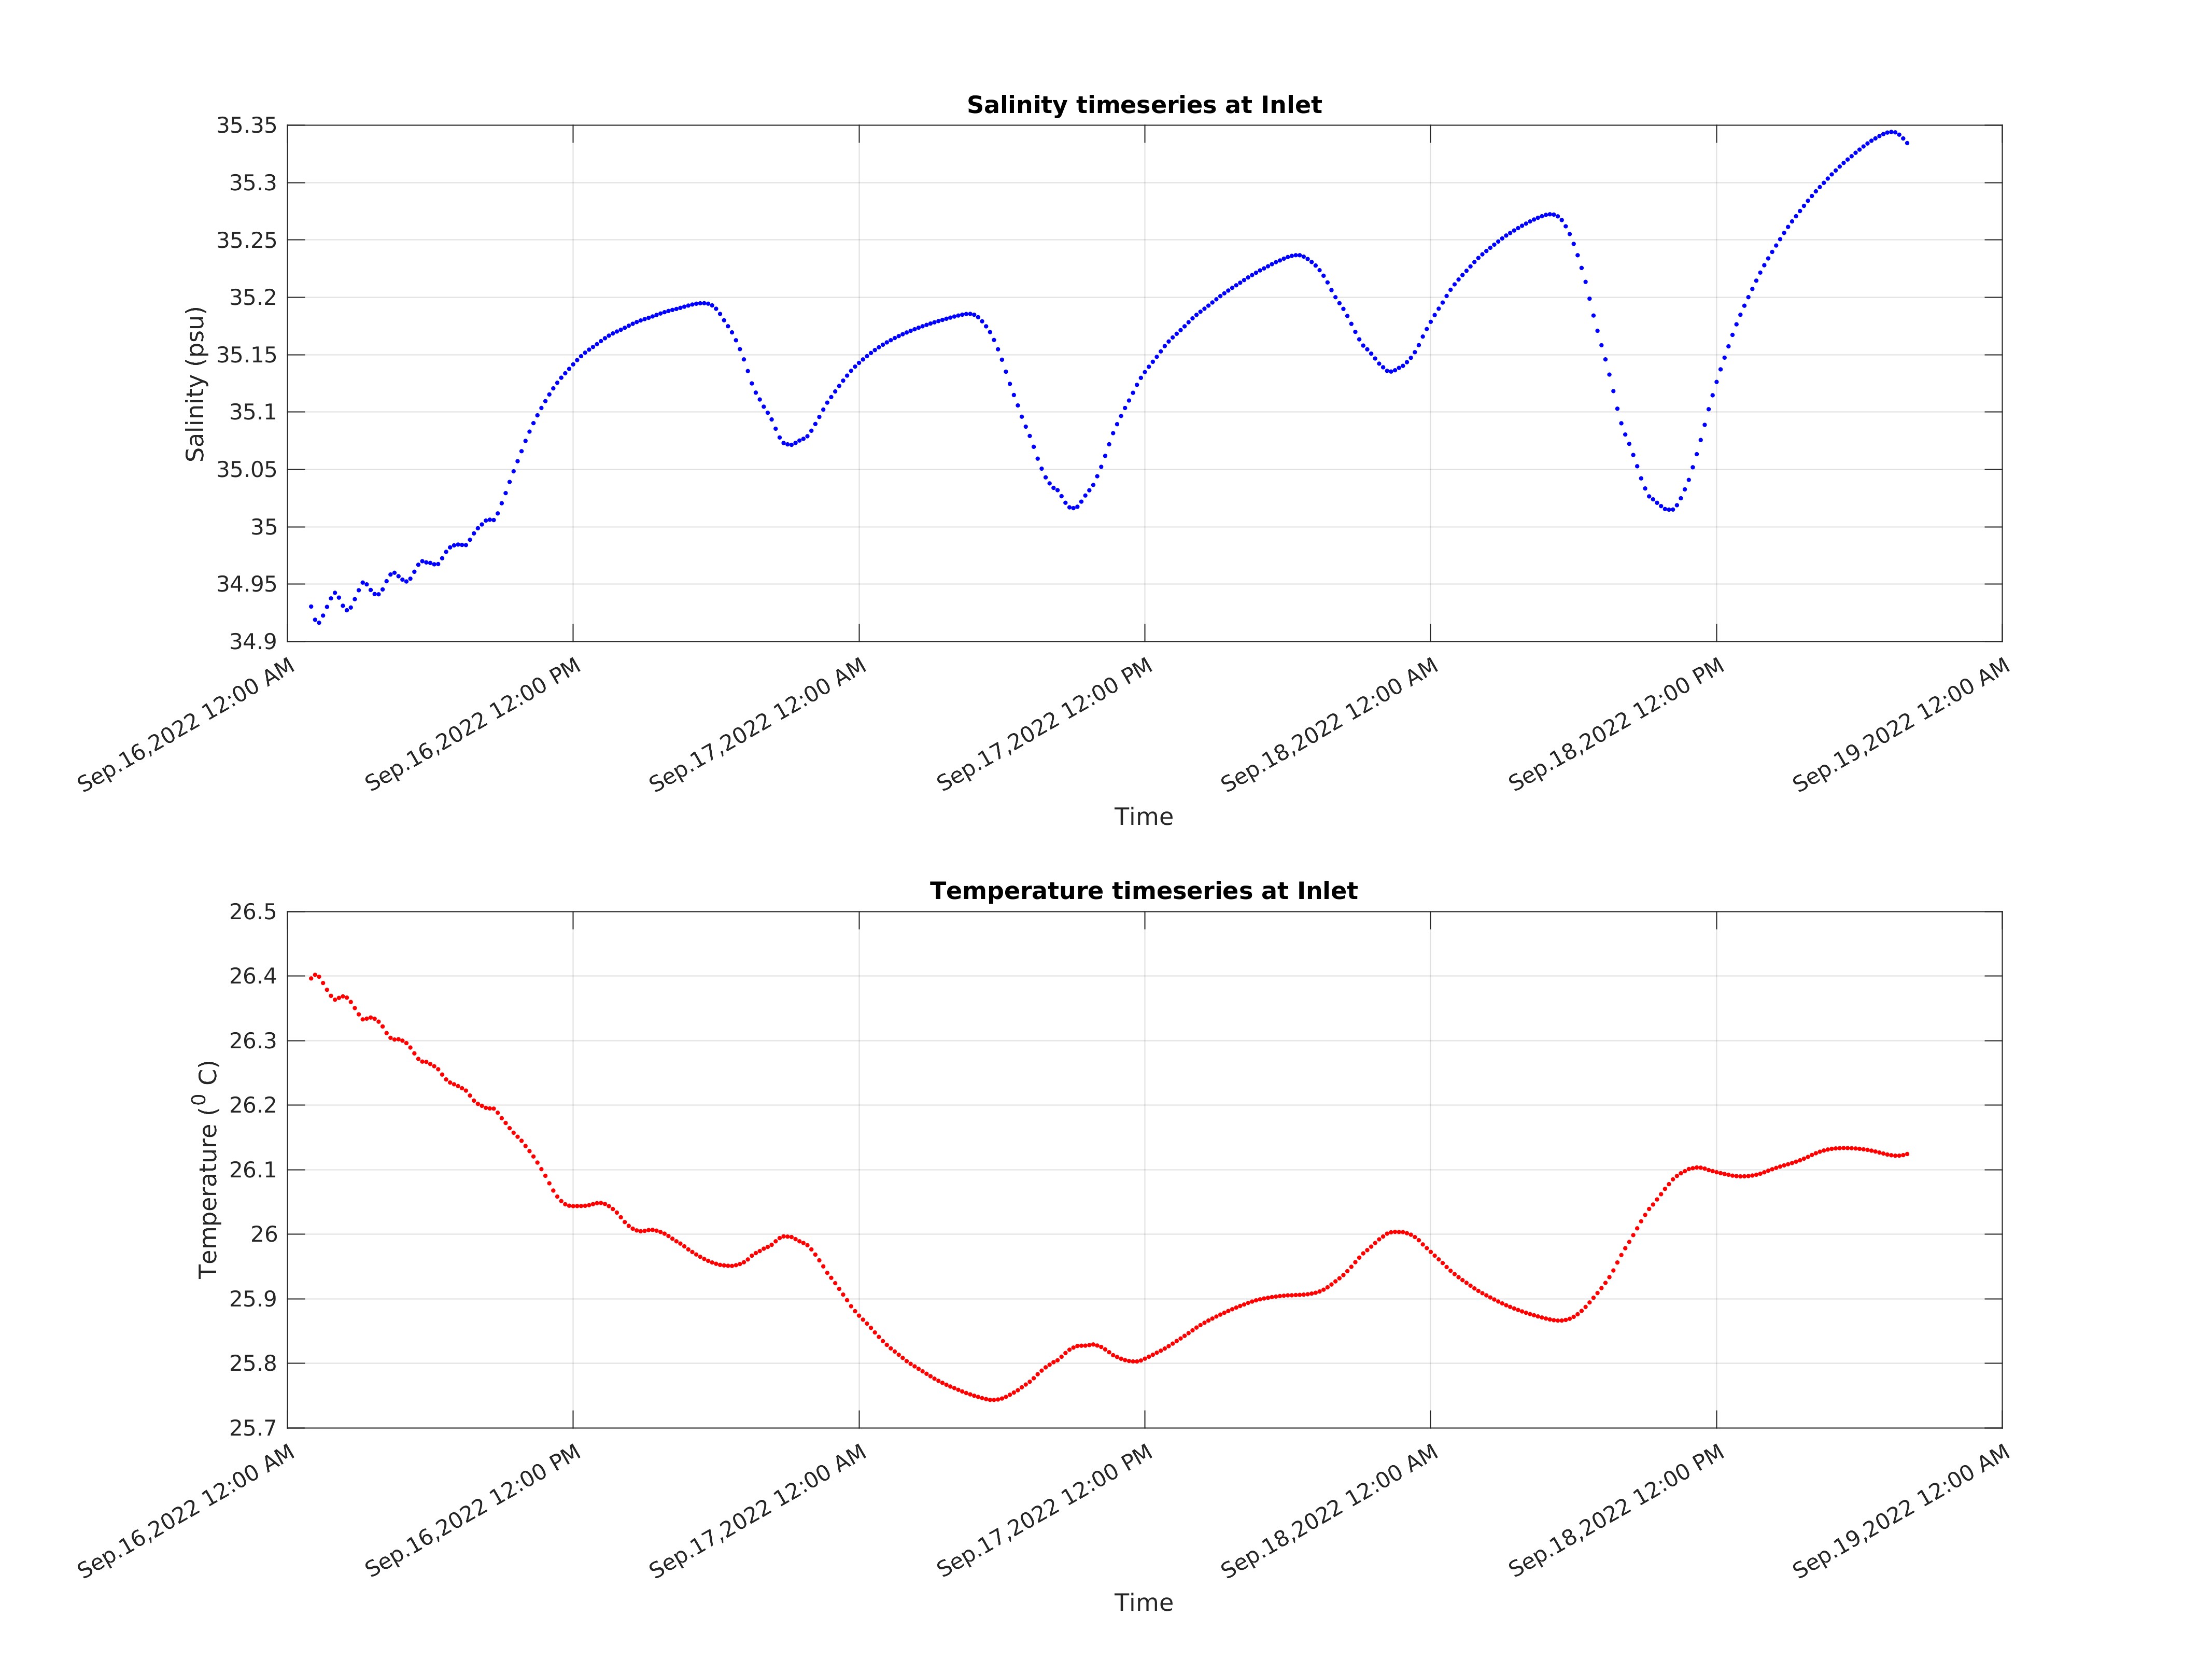 Salinity timeseries at Inlet
35.35
35.3
35.25
35.2
35.15
35.1
35.05
35
34.95
34.9
Salinity (psu)
Sep.16,2022 12:00 AM
Sep.16,2022 12:00 PM
Sep.17,2022 12:00 AM
Sep.17,2022 12:00 PM
Sep.18,2022 12:00 AM
Sep.18,2022 12:00 PM
Sep.19,2022 12:00 AM
Time
Temperature timeseries at Inlet
26.5
26.4
26.3
26.2
26.1
26
25.9
25.8
25.7
Temperature (⁰ C)
Sep.16,2022 12:00 AM
Sep.16,2022 12:00 PM
Sep.17,2022 12:00 AM
Sep.17,2022 12:00 PM
Sep.18,2022 12:00 AM
Sep.18,2022 12:00 PM
Sep.19,2022 12:00 AM
Time